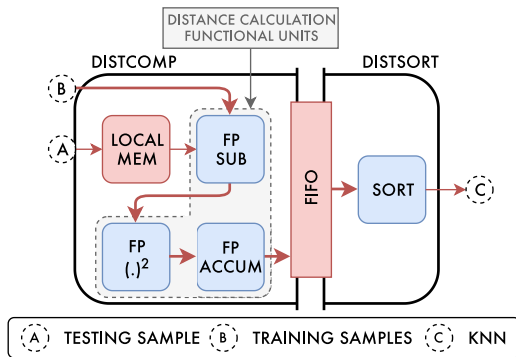 DISTANCE CALCULATION
FUNCTIONAL UNITS
DISTCOMP
DISTSORT
B
A
LOCAL
MEM
FP
SUB
FIFO
SORT
C
FP
(.)²
FP
ACCUM
A TESTING SAMPLE B TRAINING SAMPLES C KNN